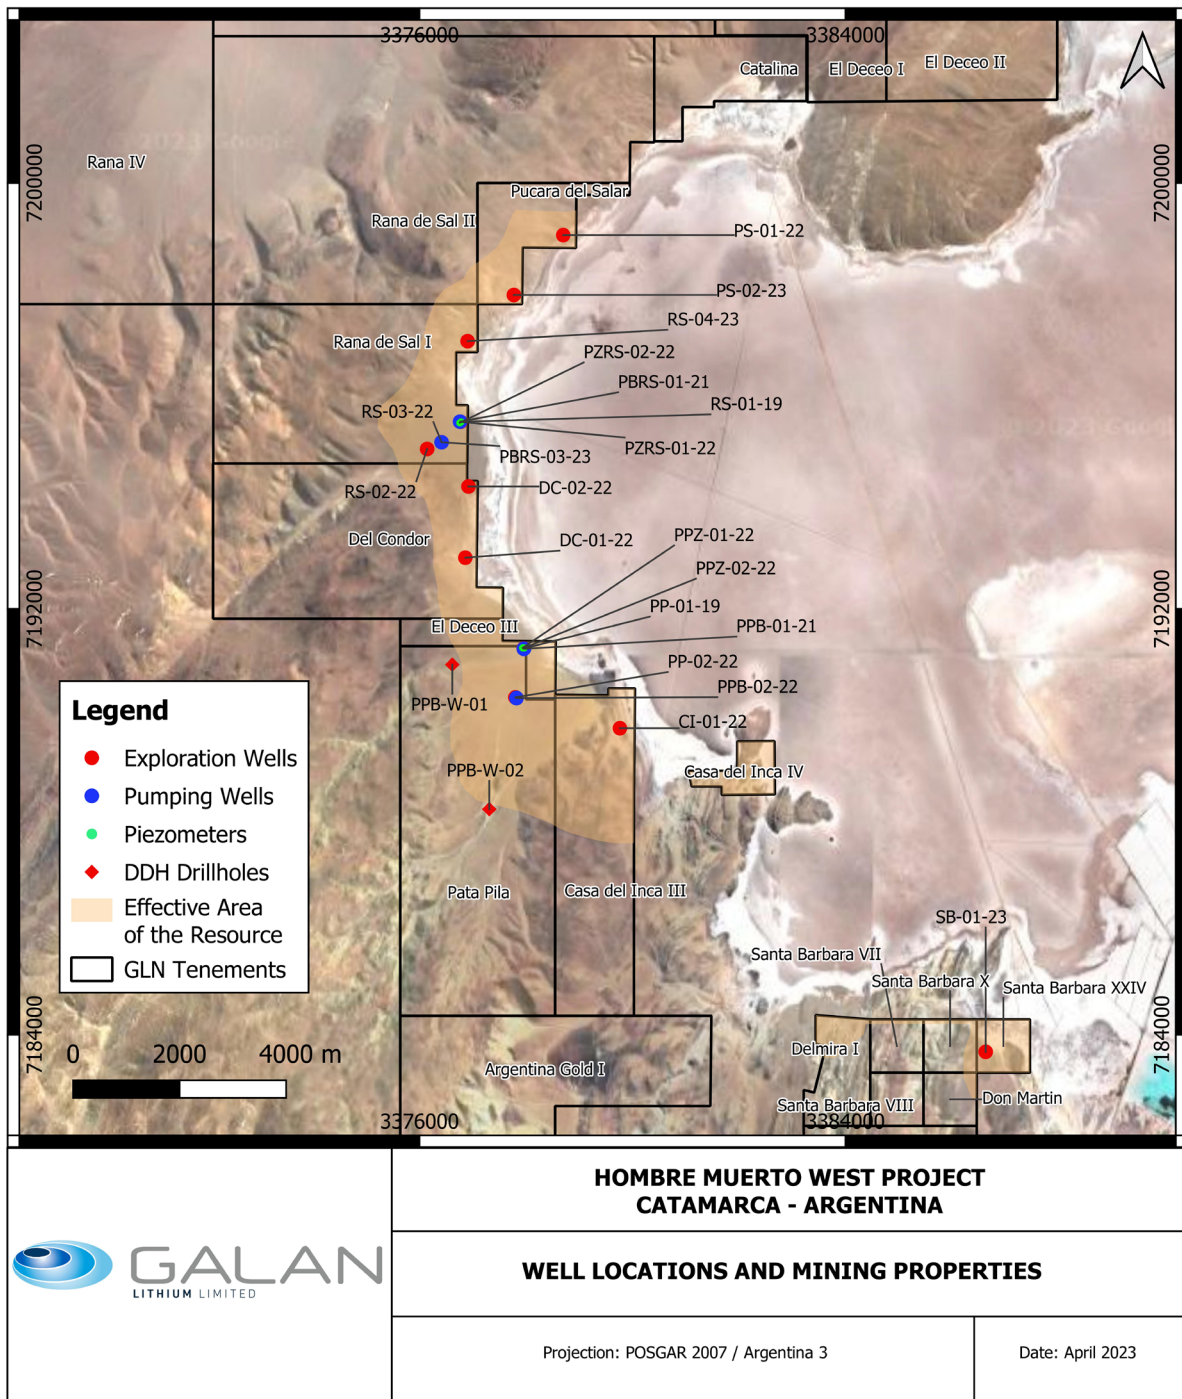 3376000
3384000
Catalina
El Deceo I
El Deceo II
©2023 Google
Rana IV
7200000
7200000
Pucara del Salar
Rana de Sal II
PS-01-22
PS-02-23
RS-04-23
Rana de Sal I
PZRS-02-22
PBRS-01-21
RS-03-22
RS-01-19
PZRS-01-22
PBRS-03-23
RS-02-22
DC-02-22
Del Condor
DC-01-22
PPZ-01-22
PPZ-02-22
7192000
7192000
PP-01-19
El Deceo III
PPB-01-21
PP-02-22
PPB-W-01
PPB-02-22
CI-01-22
PPB-W-02
Casa del Inca IV
Legend
Exploration Wells
Pumping Wells
Piezometers
DDH Drillholes
Effective Area
of the Resource
GLN Tenements
Pata Pila
Casa del Inca III
SB-01-23
Santa Barbara VII
Santa Barbara X
Santa Barbara XXIV
7184000
7184000
0 2000 4000 m
Delmira I
Argentina Gold I
Don Martin
Santa Barbara VIII
3376000
3384000
HOMBRE MUERTO WEST PROJECT
CATAMARCA - ARGENTINA
GALAN
LITHIUM LIMITED
WELL LOCATIONS AND MINING PROPERTIES
Projection: POSGAR 2007 / Argentina 3
Date: April 2023